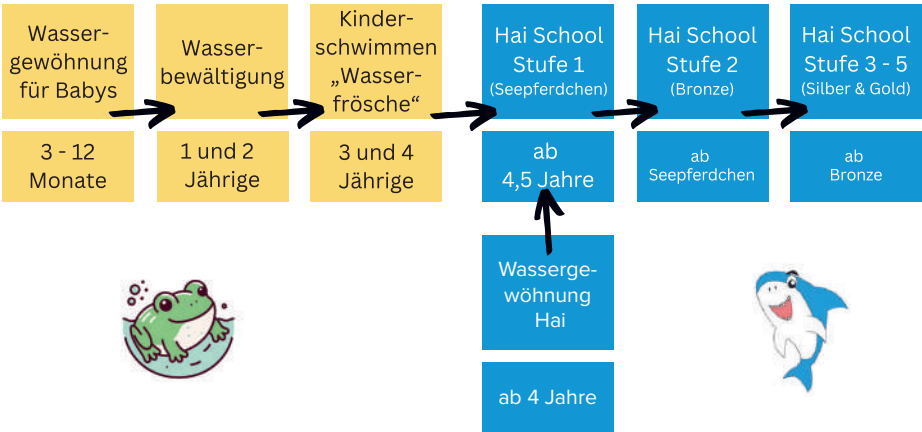 Wasser-
gewöhnung
für Babys
3 - 12
Monate
Wasser-
bewältigung
1 und 2
Jährige
Kinder-
schwimmen
„Wasser-
frösche“
3 und 4
Jährige
Hai School
Stufe 1
(Seepferdchen)
ab
4,5 Jahre
Hai School
Stufe 2
(Bronze)
ab
Seepferdchen
Hai School
Stufe 3 - 5
(Silber & Gold)
ab
Bronze
Wasserge-
wöhnung
Hai
ab 4 Jahre